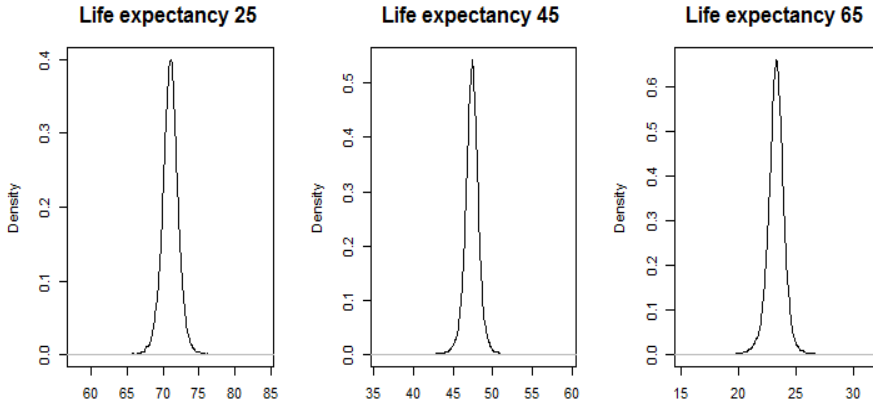 Life expectancy 25
Life expectancy 45
Life expectancy 65
Density
0.0 0.1 0.2 0.3 0.4
60 65 70 75 80 85
Density
0.0 0.1 0.2 0.3 0.4 0.5
35 40 45 50 55 60
Density
0.0 0.1 0.2 0.3 0.4 0.5 0.6
15 20 25 30